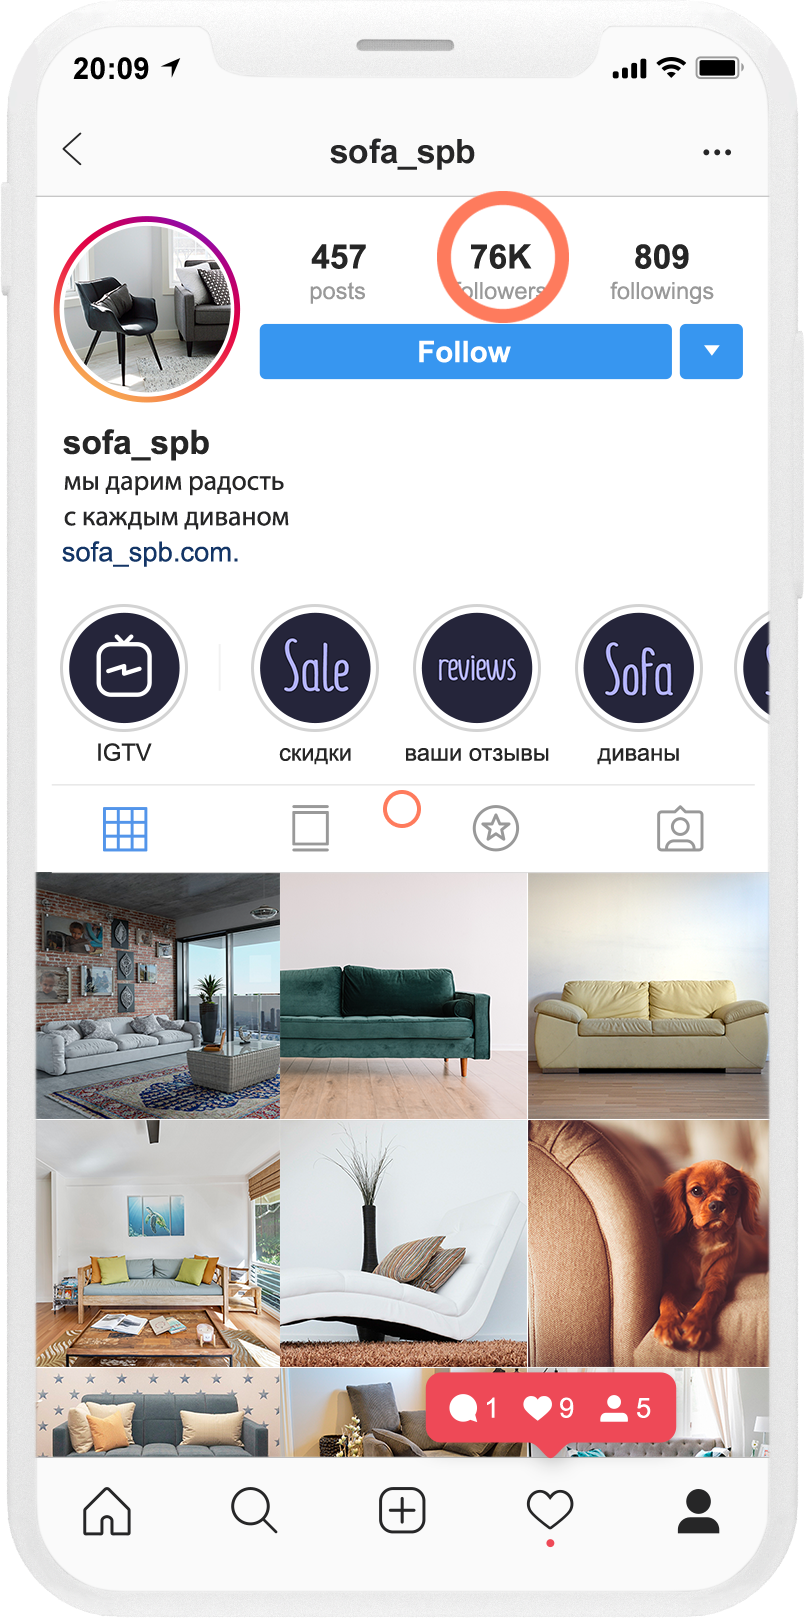 20:09
sofa_spb
457 76K 809
posts followers followings
Follow
sofa_spb
мы дарим радость
с каждым диваном
sofa_spb.com.
Sale reviews Sofa
IGTV скидки ваши отзывы диваны
1 9 5